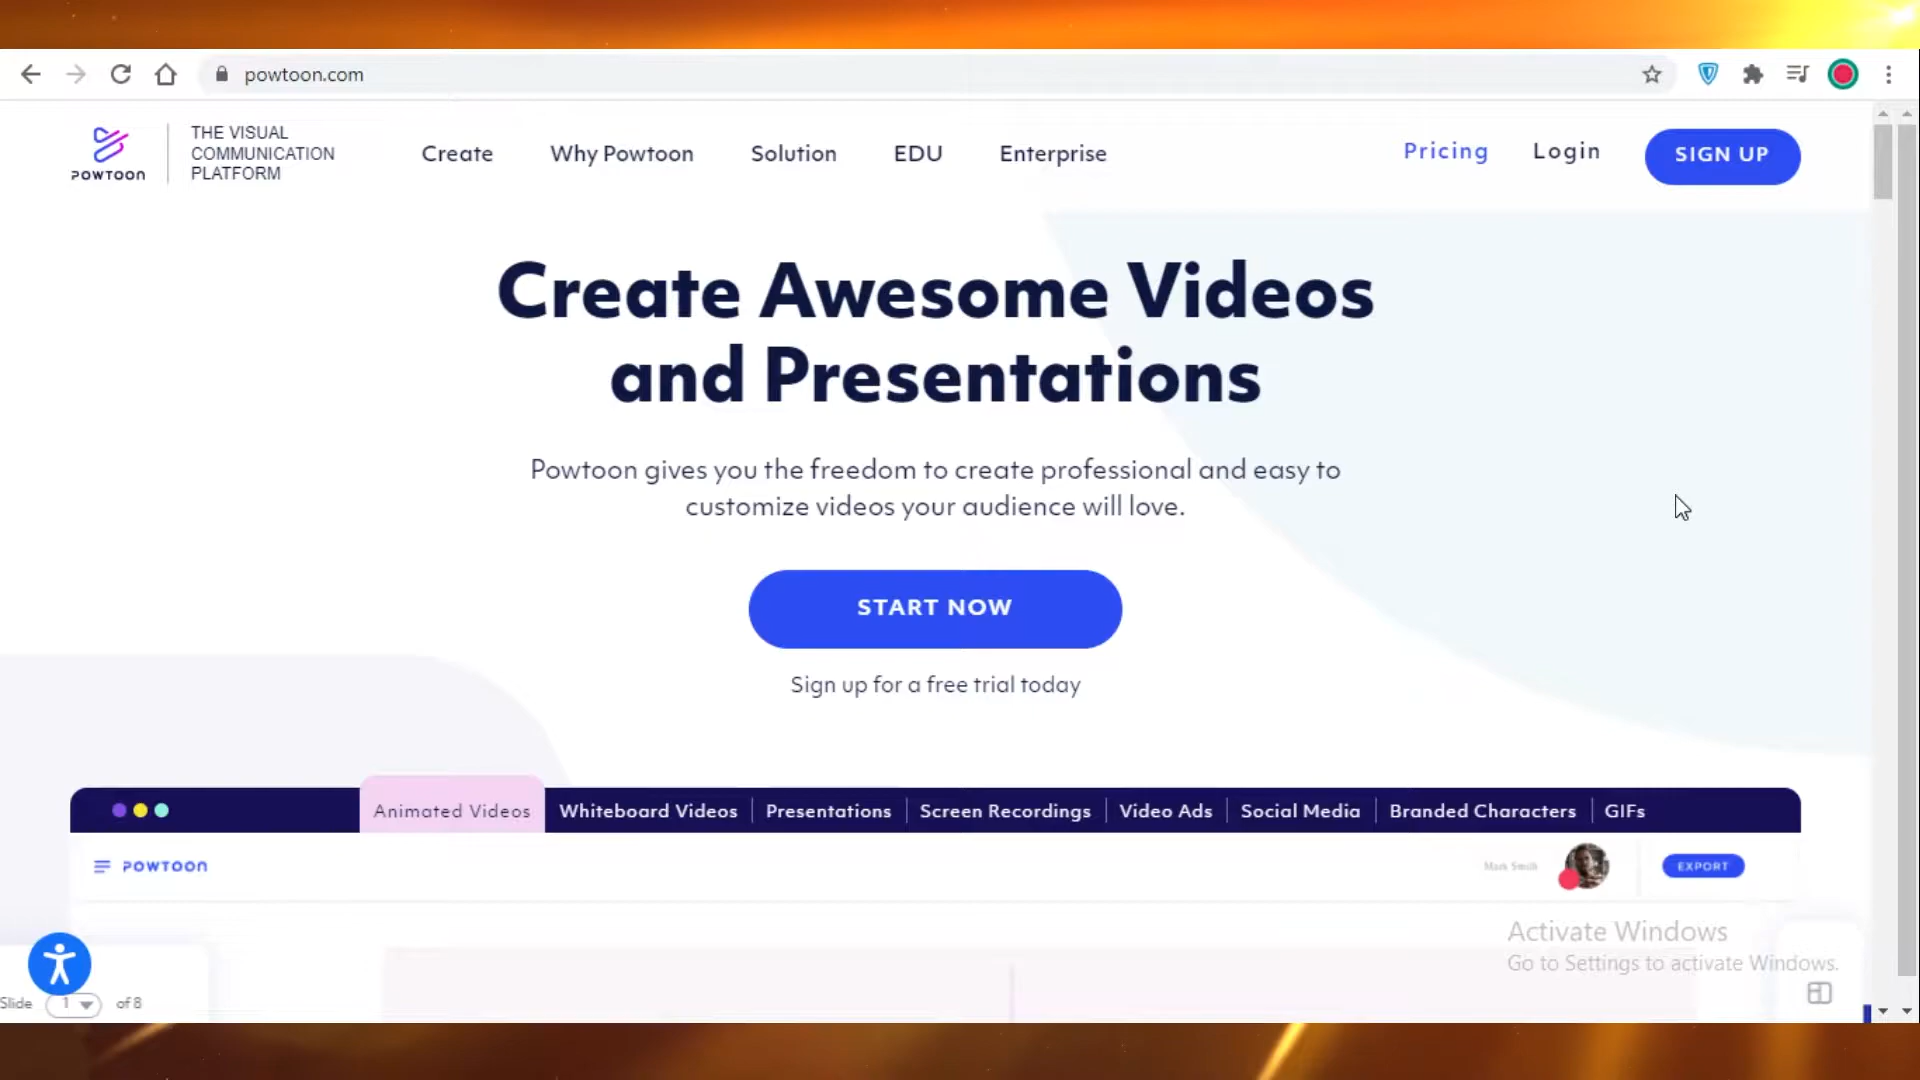 powtoon.com
POWTOON
THE VISUAL
COMMUNICATION
PLATFORM
Create
Why Powtoon
Solution
EDU
Enterprise
Pricing
Login
SIGN UP
Create Awesome Videos
and Presentations
Powtoon gives you the freedom to create professional and easy to
customize videos your audience will love.
START NOW
Sign up for a free trial today
Animated Videos
Whiteboard Videos
Presentations
Screen Recordings
Video Ads
Social Media
Branded Characters
GIFs
POWTOON
Mark Smith
EXPORT
Activate Windows
Go to Settings to activate Windows.
Slide 1 of 8